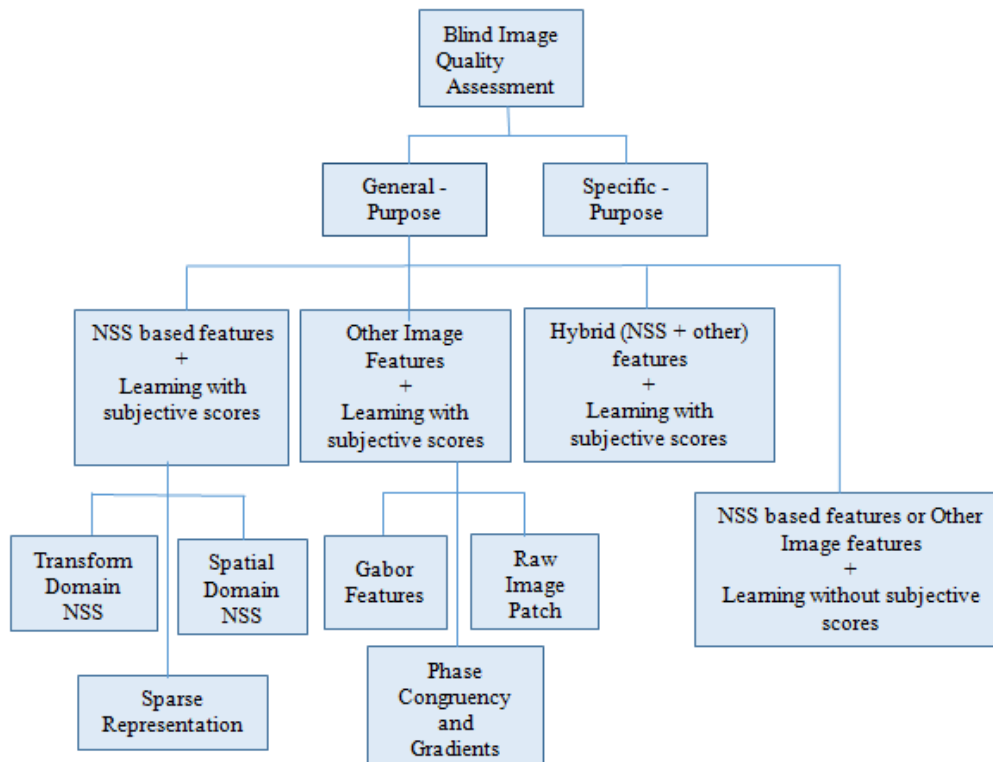 Blind Image
Quality
Assessment
General -
Purpose
Specific -
Purpose
NSS based features
+
Learning with
subjective scores
Other Image
Features
+
Learning with
subjective scores
Hybrid (NSS + other)
features
+
Learning with
subjective scores
NSS based features or Other
Image features
+
Learning without subjective
scores
Transform
Domain
NSS
Spatial
Domain
NSS
Gabor
Features
Raw
Image
Patch
Sparse
Representation
Phase
Congruency
and
Gradients